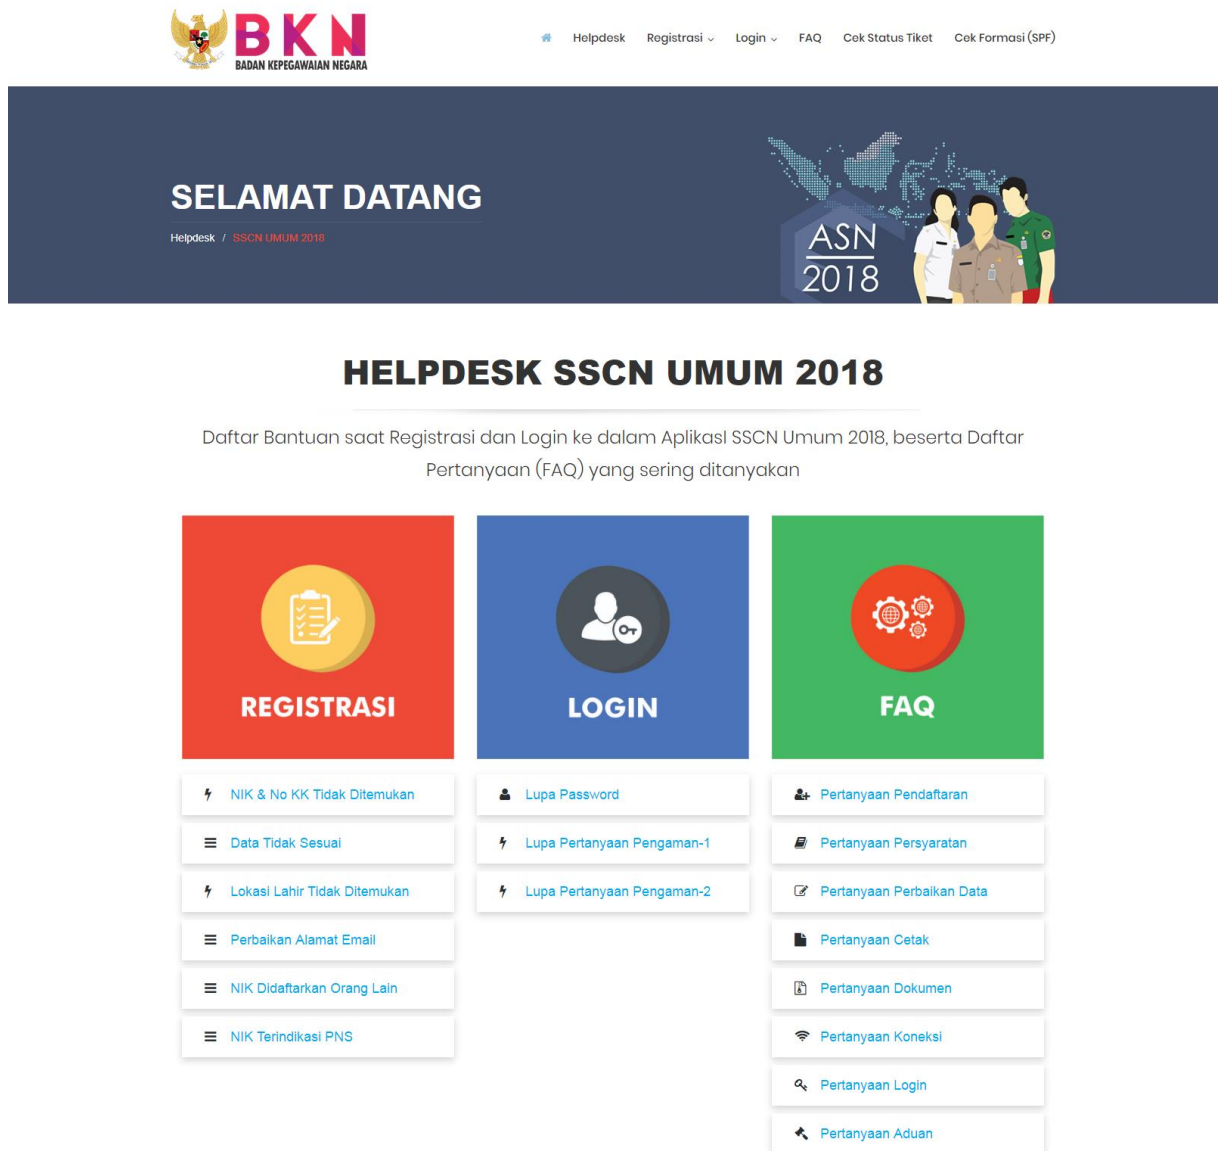 BKN
BADAN KEPEGAWAIAN NEGARA
Helpdesk Registrasi Login FAQ Cek Status Tiket Cek Formasi (SPF)
SELAMAT DATANG
Helpdesk / SSCN UMUM 2018
ASN
2018
HELPDESK SSCN UMUM 2018
Daftar Bantuan saat Registrasi dan Login ke dalam AplikasI SSCN Umum 2018, beserta Daftar
Pertanyaan (FAQ) yang sering ditanyakan
REGISTRASI
NIK & No KK Tidak Ditemukan
Data Tidak Sesuai
Lokasi Lahir Tidak Ditemukan
Perbaikan Alamat Email
NIK Didaftarkan Orang Lain
NIK Terindikasi PNS
LOGIN
Lupa Password
Lupa Pertanyaan Pengaman-1
Lupa Pertanyaan Pengaman-2
FAQ
Pertanyaan Pendaftaran
Pertanyaan Persyaratan
Pertanyaan Perbaikan Data
Pertanyaan Cetak
Pertanyaan Dokumen
Pertanyaan Koneksi
Pertanyaan Login
Pertanyaan Aduan